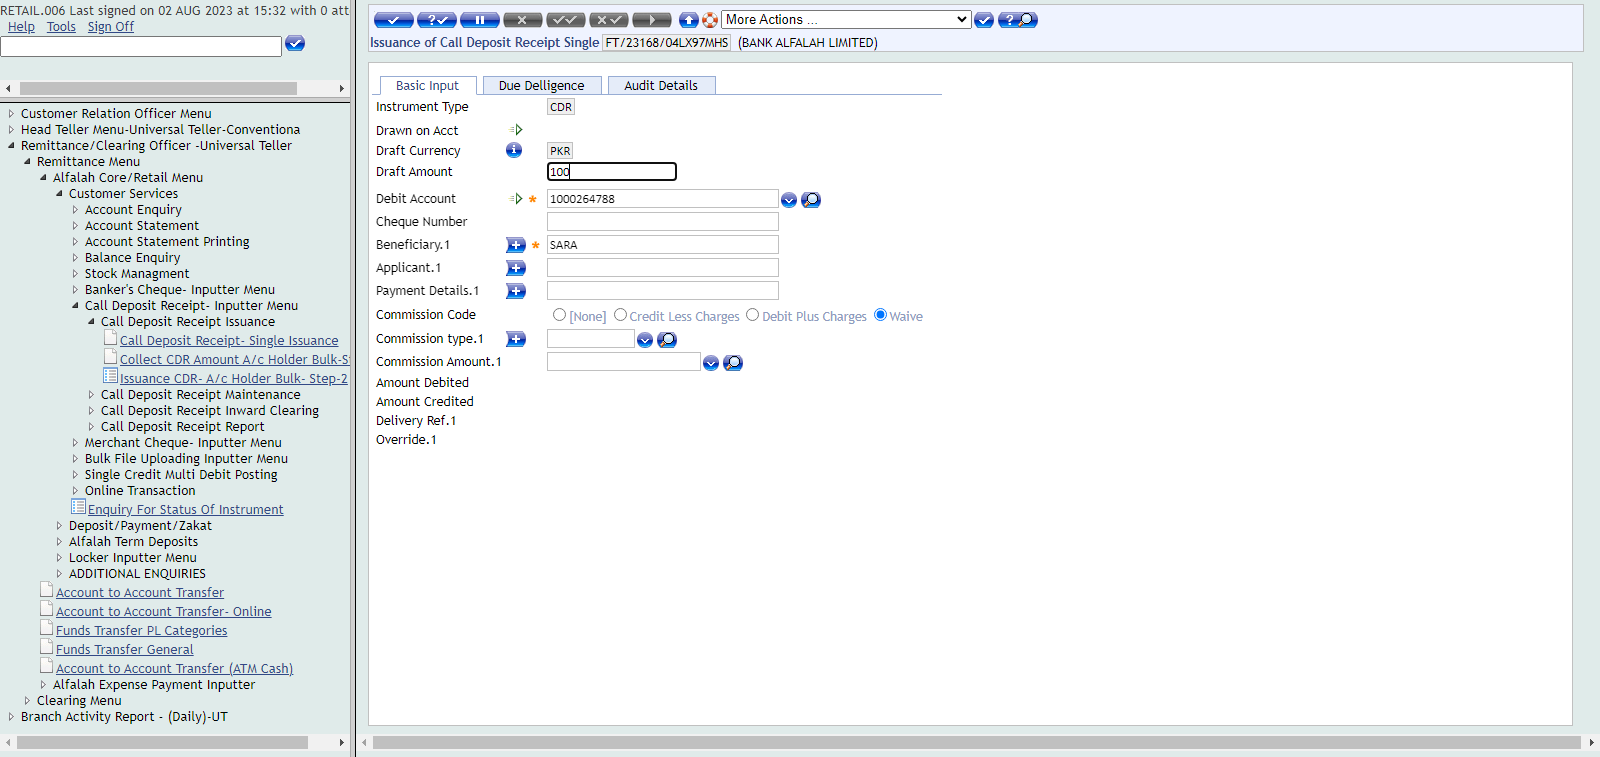 RETAIL.006 Last signed on 02 AUG 2023 at 15:32 with 0 att
Help Tools Sign Off
Customer Relation Officer Menu
Head Teller Menu-Universal Teller-Conventiona
Remittance/Clearing Officer -Universal Teller
Remittance Menu
Alfalah Core/Retail Menu
Customer Services
Account Enquiry
Account Statement
Account Statement Printing
Balance Enquiry
Stock Managment
Banker's Cheque- Inputter Menu
Call Deposit Receipt- Inputter Menu
Call Deposit Receipt Issuance
Call Deposit Receipt- Single Issuance
Collect CDR Amount A/c Holder Bulk-S
Issuance CDR- A/c Holder Bulk- Step-2
Call Deposit Receipt Maintenance
Call Deposit Receipt Inward Clearing
Call Deposit Receipt Report
Merchant Cheque- Inputter Menu
Bulk File Uploading Inputter Menu
Single Credit Multi Debit Posting
Online Transaction
Enquiry For Status Of Instrument
Deposit/Payment/Zakat
Alfalah Term Deposits
Locker Inputter Menu
ADDITIONAL ENQUIRIES
Account to Account Transfer
Account to Account Transfer- Online
Funds Transfer PL Categories
Funds Transfer General
Account to Account Transfer (ATM Cash)
Alfalah Expense Payment Inputter
Clearing Menu
Branch Activity Report - (Daily)-UT
More Actions ...
Issuance of Call Deposit Receipt Single FT/23168/04LX97MHS (BANK ALFALAH LIMITED)
Basic Input Due Delligence Audit Details
Instrument Type CDR
Drawn on Acct
Draft Currency PKR
Draft Amount 100
Debit Account * 1000264788
Cheque Number
Beneficiary.1 * SARA
Applicant.1
Payment Details.1
Commission Code [None] Credit Less Charges Debit Plus Charges Waive
Commission type.1
Commission Amount.1
Amount Debited
Amount Credited
Delivery Ref.1
Override.1